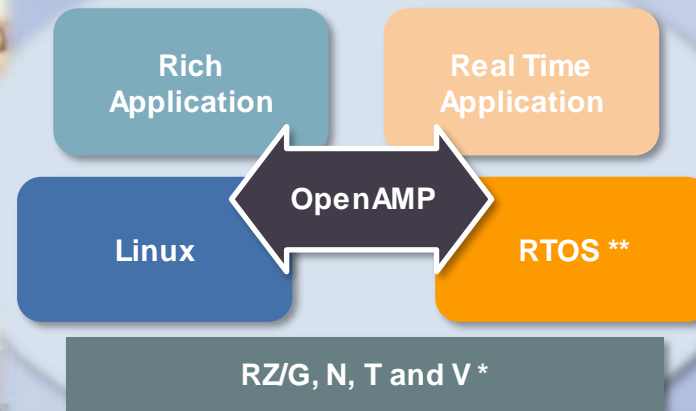 Rich
Application
Real Time
Application
OpenAMP
Linux
RTOS **
RZ/G, N, T and V *